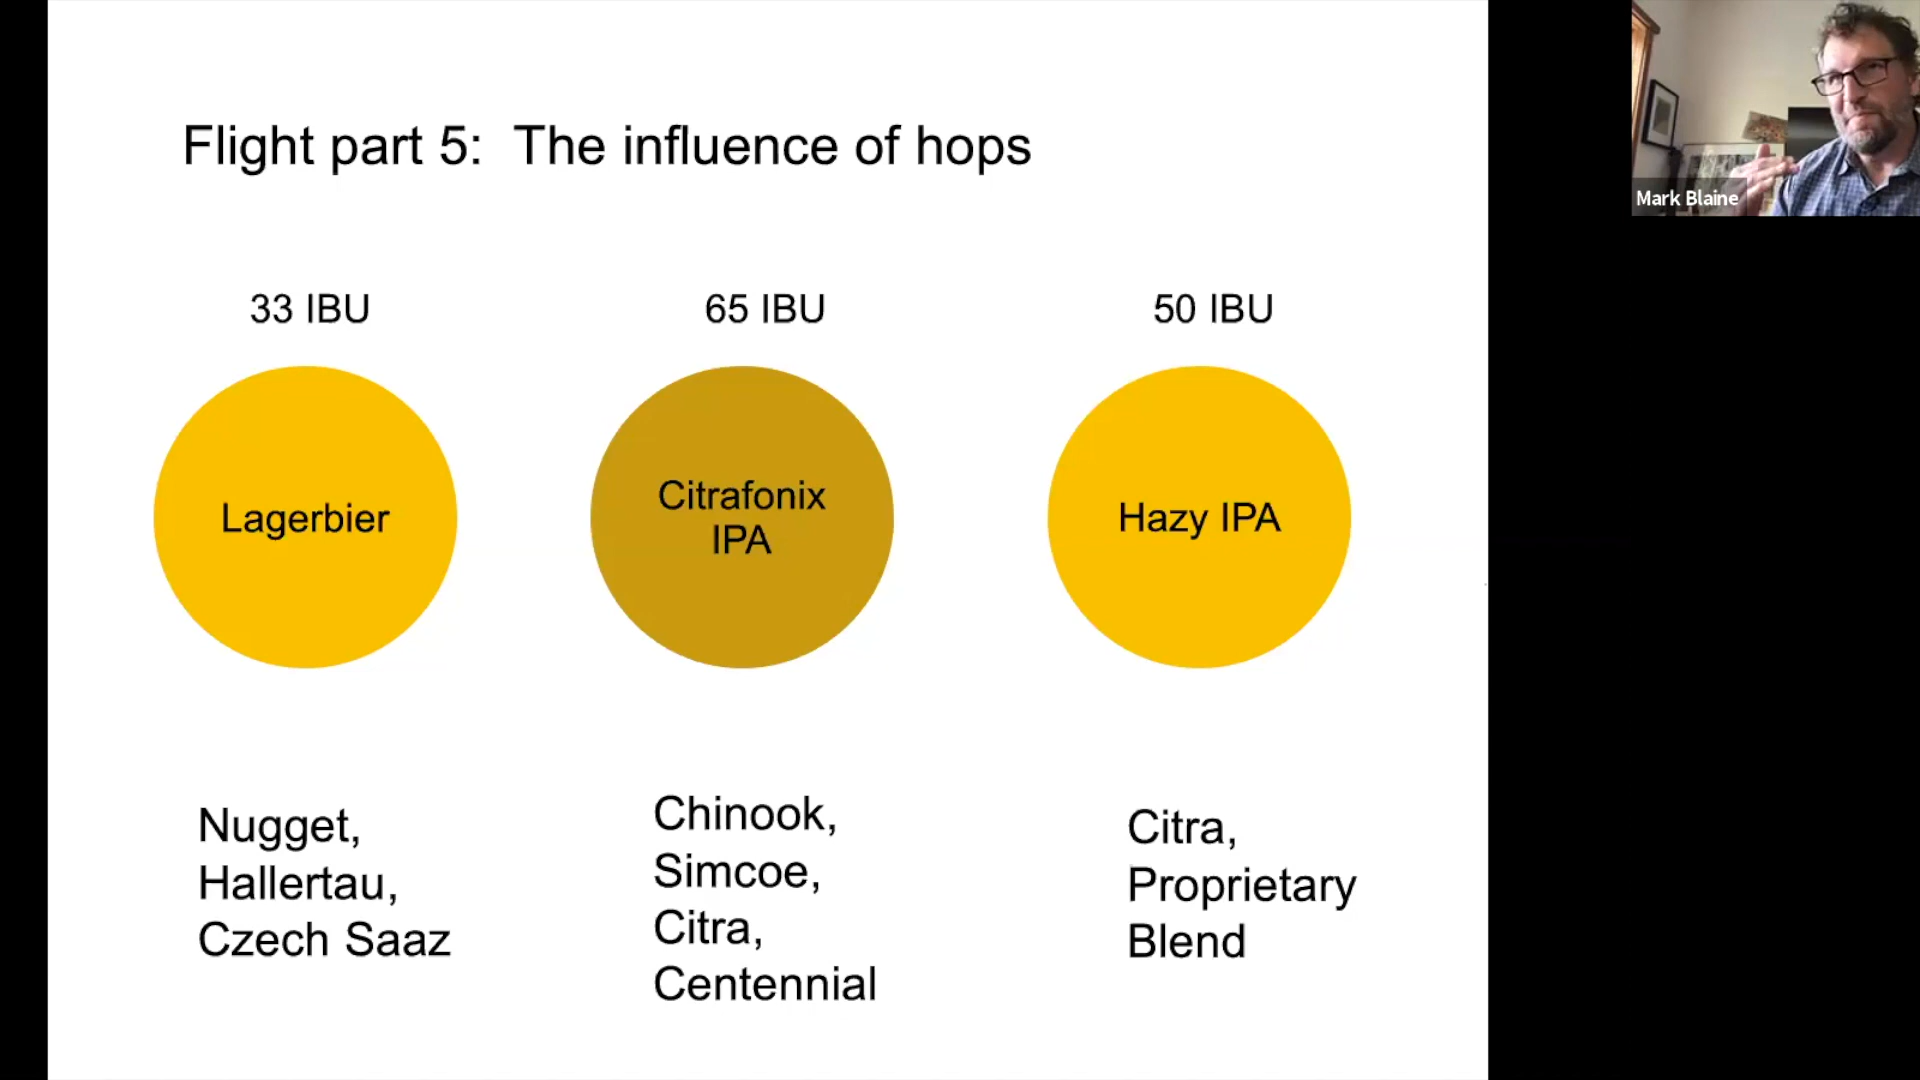 Flight part 5: The influence of hops
33 IBU
65 IBU
50 IBU
Lagerbier
Citrafonix
IPA
Hazy IPA
Nugget,
Hallertau,
Czech Saaz
Chinook,
Simcoe,
Citra,
Centennial
Citra,
Proprietary
Blend
Mark Blaine